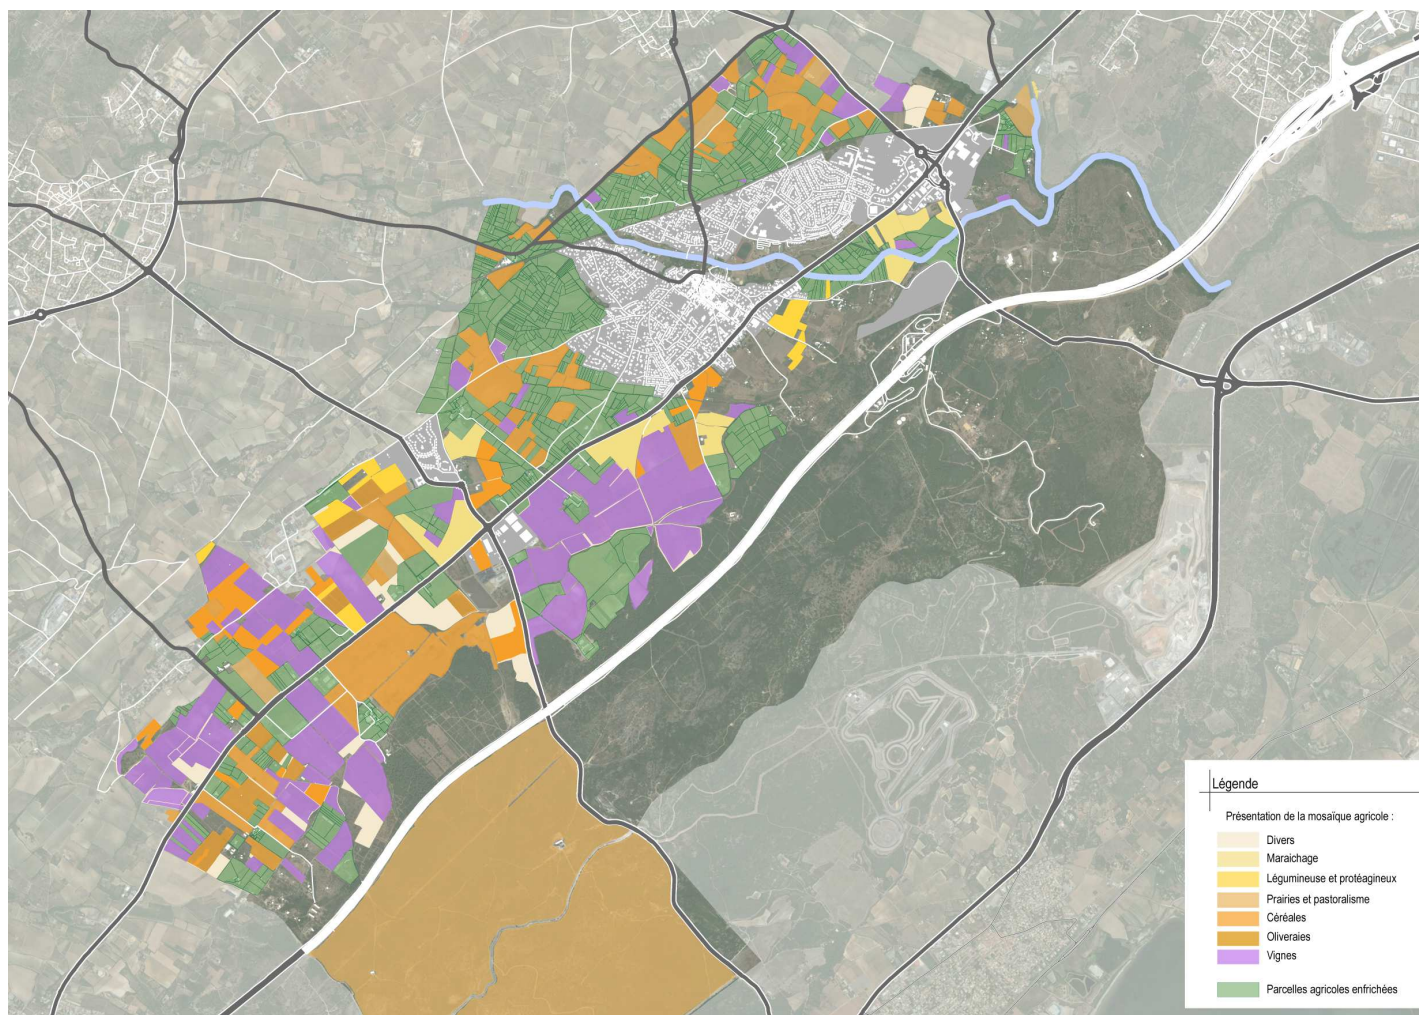 Légende
Présentation de la mosaïque agricole :
Divers
Maraichage
Légumineuse et protéagineux
Prairies et pastoralisme
Céréales
Oliveraies
Vignes
Parcelles agricoles enfrichées